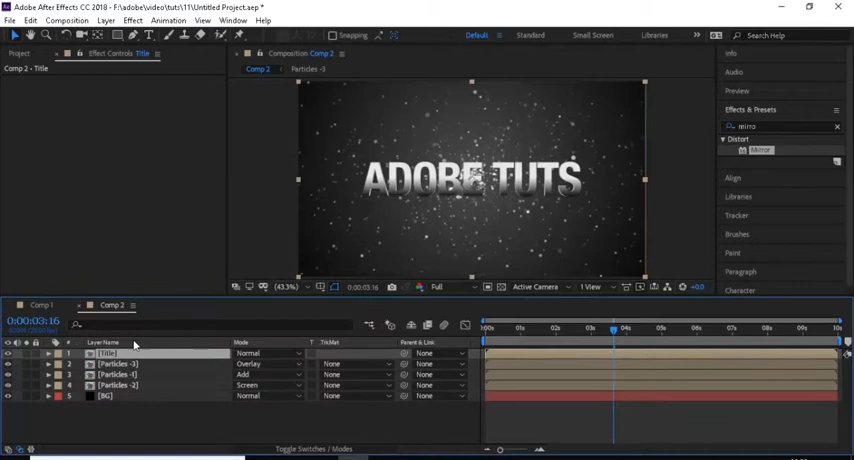 Adobe After Effects CC 2018 - F:\adobe\video\tuts\11\Untitled Project.aep *
File Edit Composition Layer Effect Animation View Window Help
Snapping Default Standard Small Screen Libraries Search Help
Project Effect Controls Title
Comp 2 - Title
Composition Comp 2
Comp 2 Particles -3
ADOBE TUTS
Info
Audio
Preview
Effects & Presets
mirro
Distort
Mirror
Align
Libraries
Tracker
Brushes
Paint
Paragraph
Character
(43.3%) 0:00:03:16 Full Active Camera 1 View +0.0
Comp 1 Comp 2
0:00:03:16
# Layer Name Mode T .TrkMat Parent & Link
1 [Title] Normal None
2 [Particles -3] Overlay None None
3 [Particles -1] Add None None
4 [Particles -2] Screen None None
5 [BG] Normal None None
:00s 01s 02s 03s 04s 05s 06s 07s 08s 09s 10s
Toggle Switches / Modes